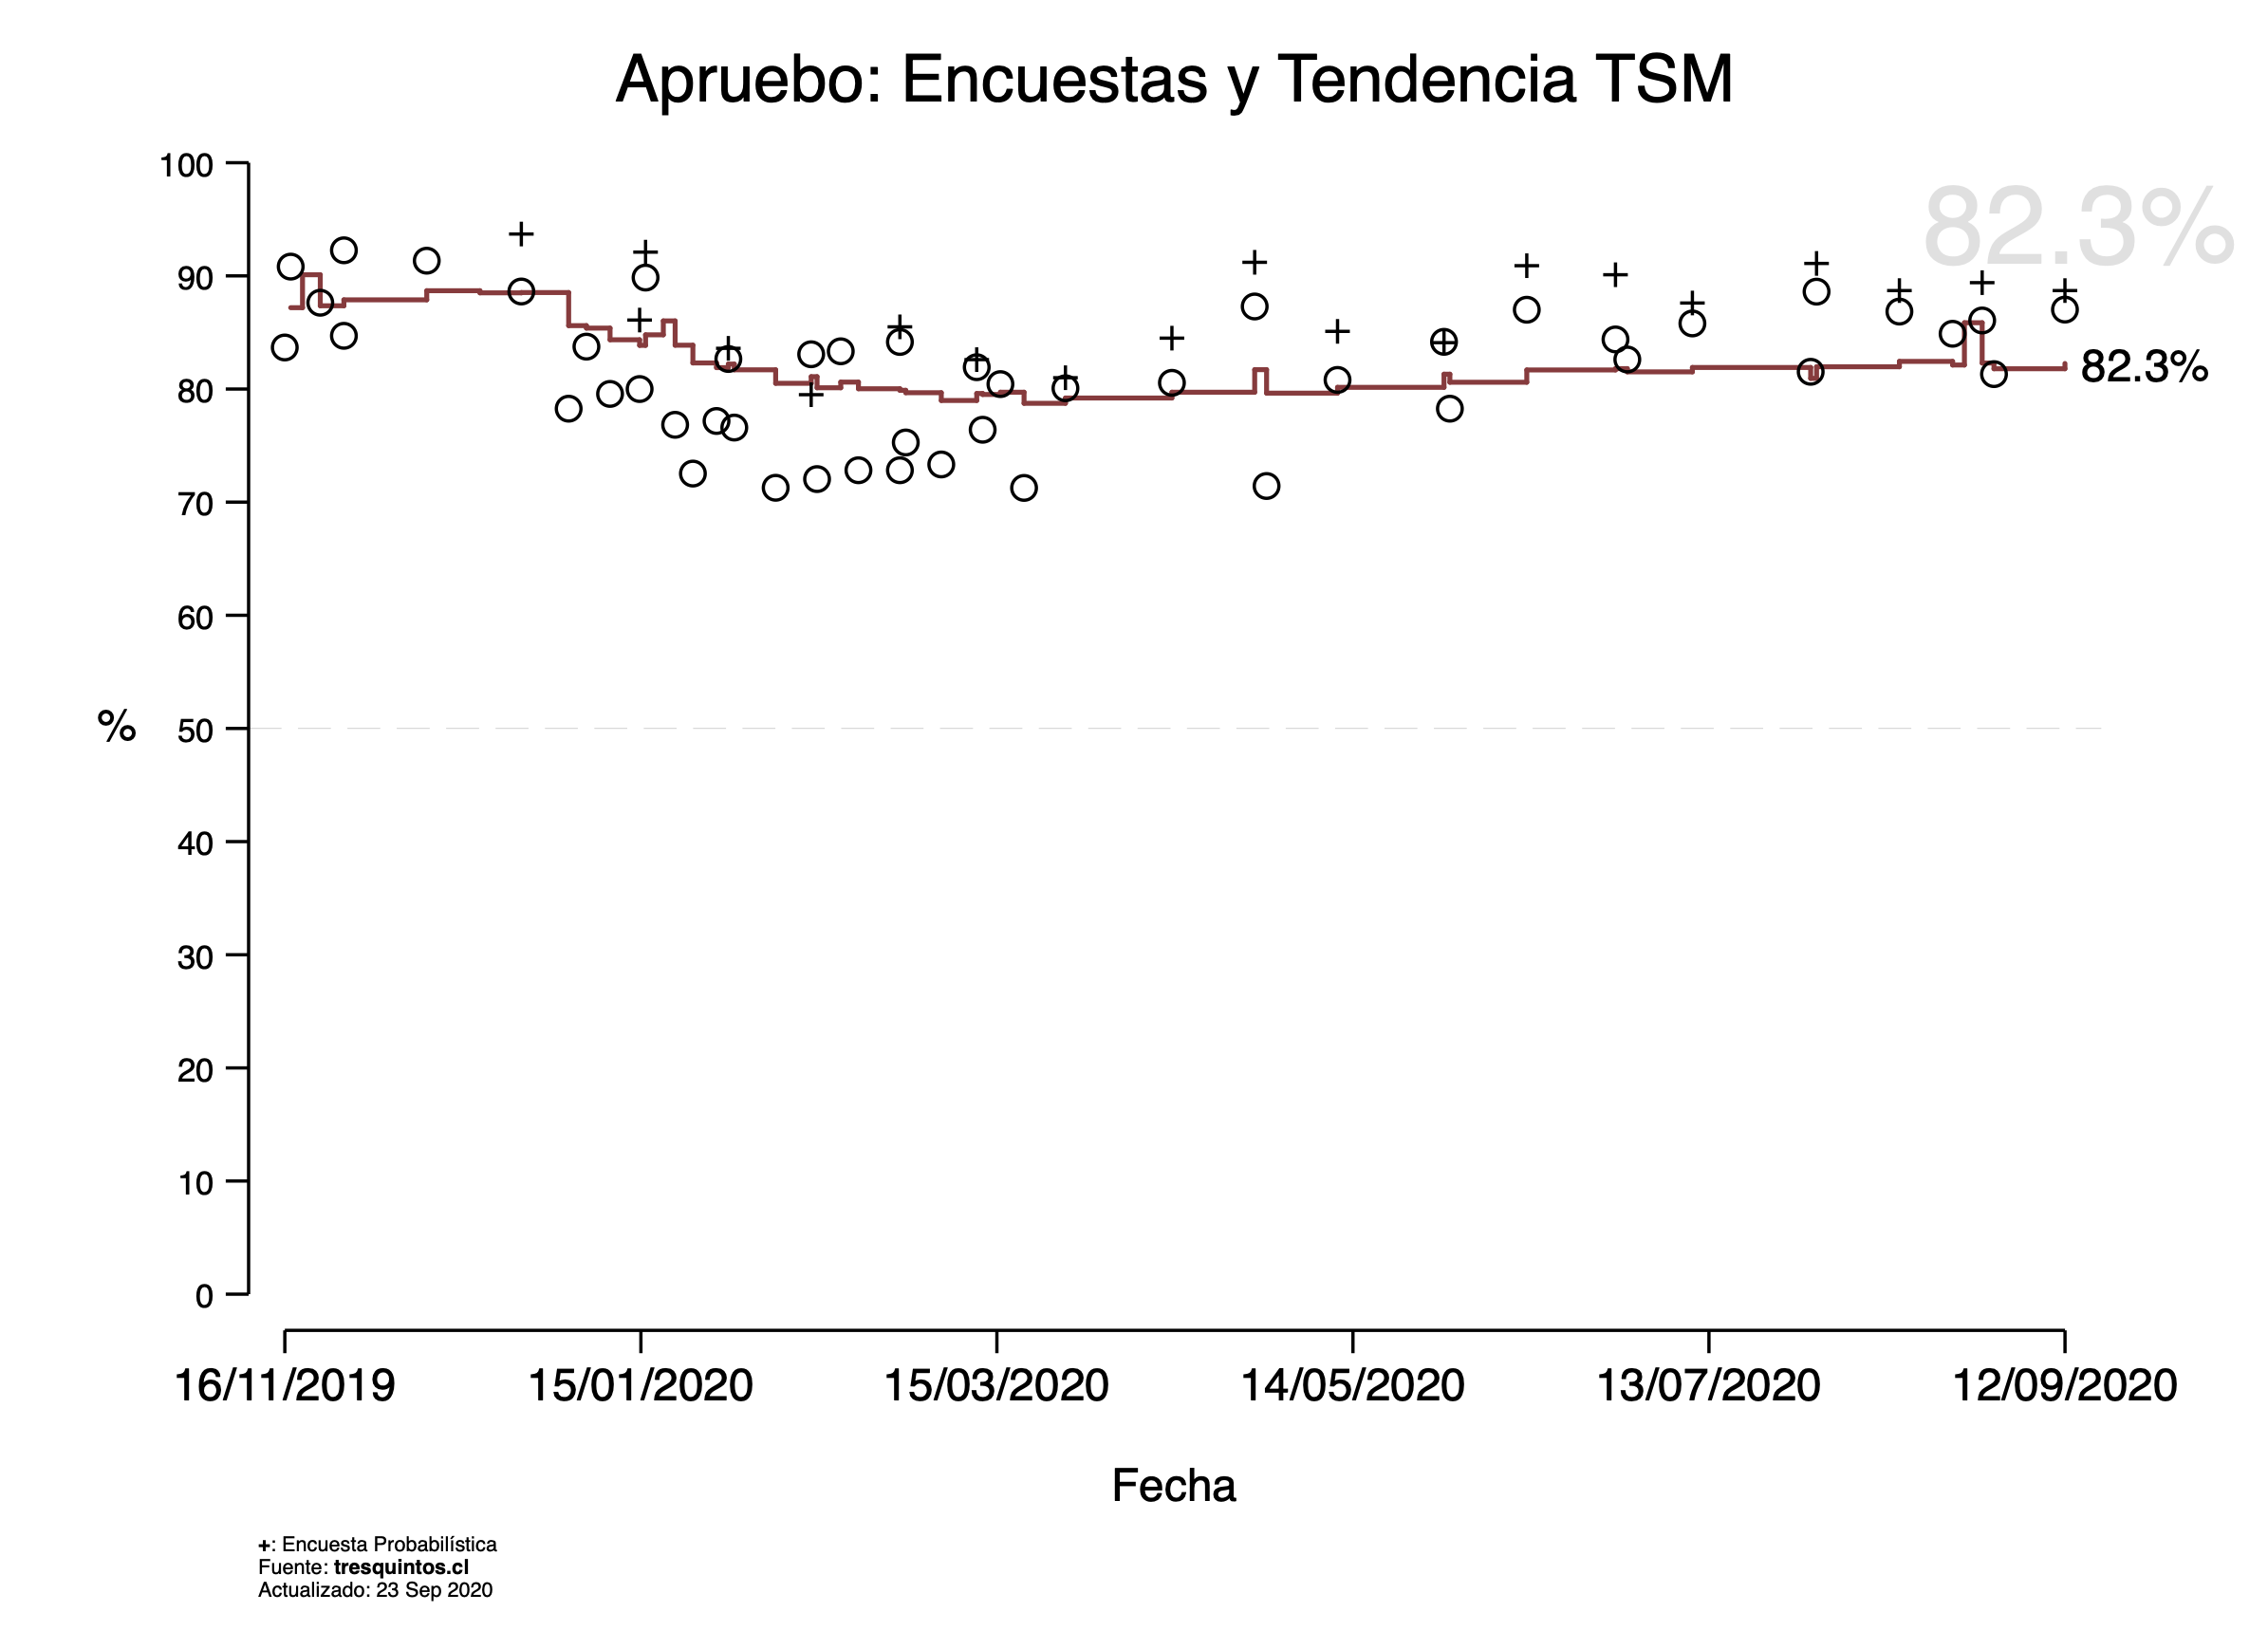 Apruebo: Encuestas y Tendencia TSM
82.3%
100
90
80
70
60
50
40
30
20
10
0
%
82.3%
16/11/2019 15/01/2020 15/03/2020 14/05/2020 13/07/2020 12/09/2020
Fecha
+: Encuesta Probabilística
Fuente: tresquintos.cl
Actualizado: 23 Sep 2020